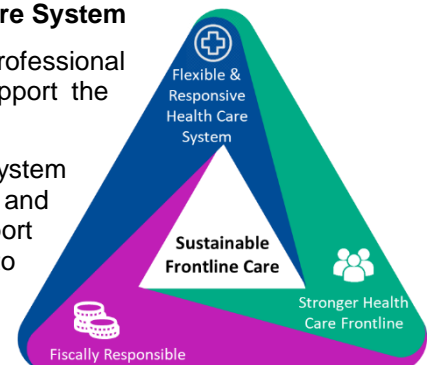 re System
rofessional
pport the
ystem
and
ort
o
Flexible &
Responsive
Health Care
System
Sustainable
Frontline Care
Stronger Health
Care Frontline
Fiscally Responsible